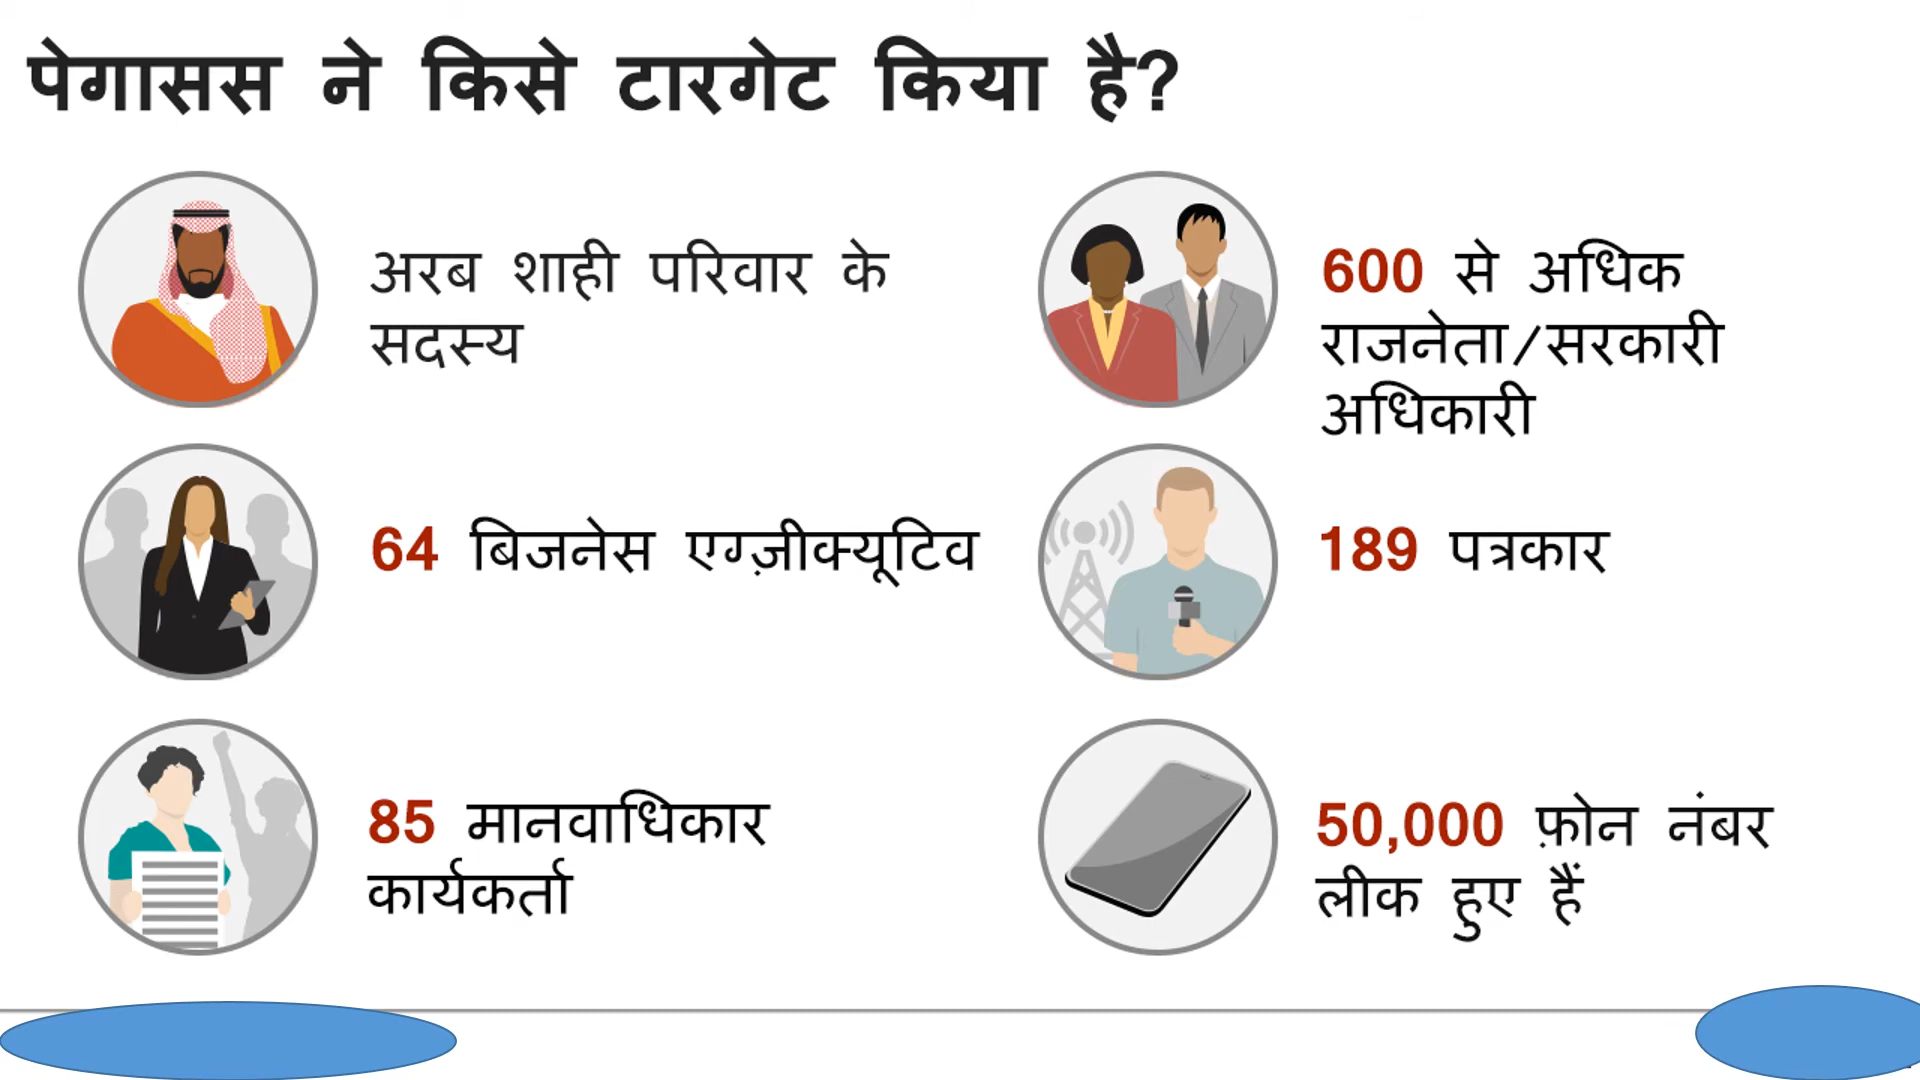 पेगासस ने किसे टारगेट किया है?
अरब शाही परिवार के
सदस्य
600 से अधिक
राजनेता/सरकारी
अधिकारी
64 बिजनेस एग्ज़ीक्यूटिव
189 पत्रकार
85 मानवाधिकार
कार्यकर्ता
50,000 फ़ोन नंबर
लीक हुए हैं